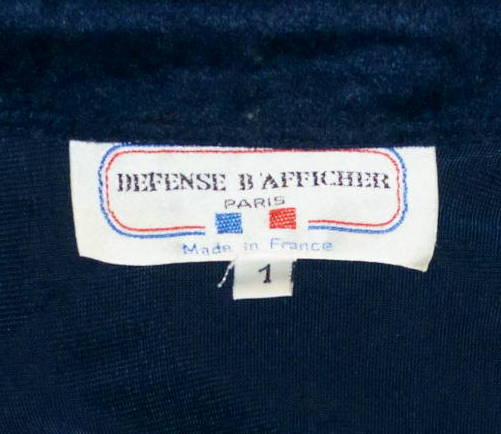 DEFENSE D'AFFICHER
PARIS
Made in France
1